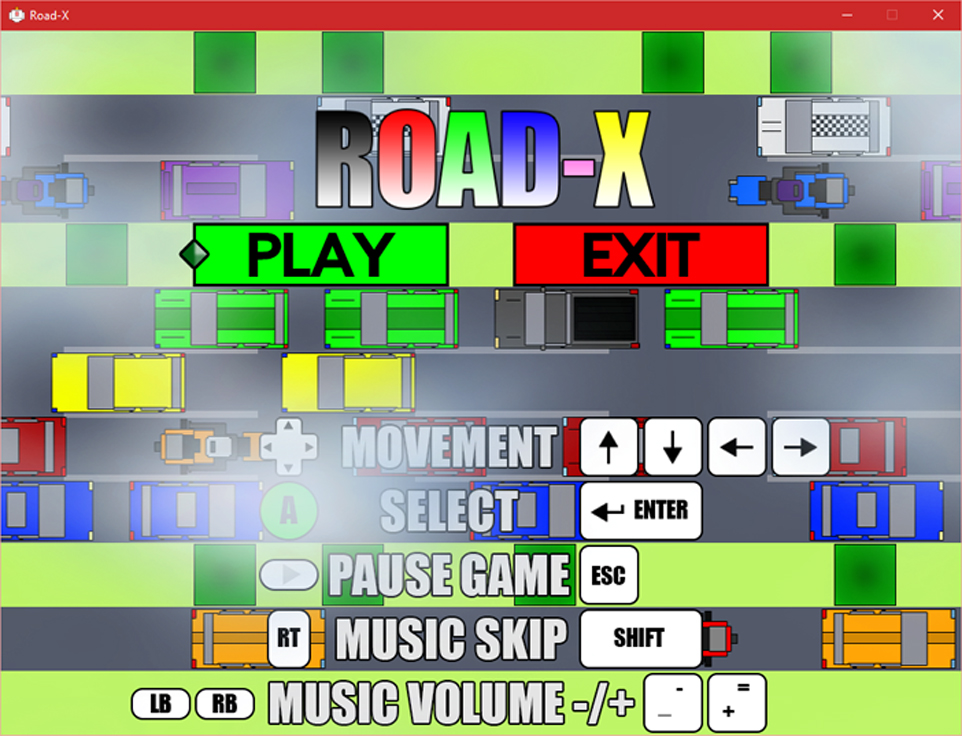 Road-X
ROAD-X
PLAY EXIT
MOVEMENT ↑ ↓ ← →
A SELECT ↵ ENTER
PAUSE GAME ESC
RT MUSIC SKIP SHIFT
LB RB MUSIC VOLUME -/+ - _ = +